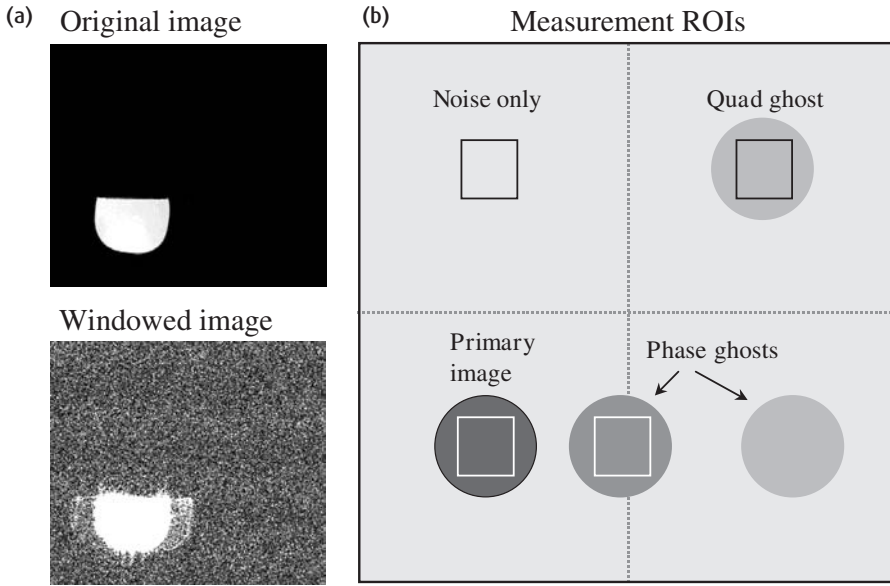 (a)
Original image
Windowed image
(b)
Measurement ROIs
Noise only
Quad ghost
Primary
image
Phase ghosts